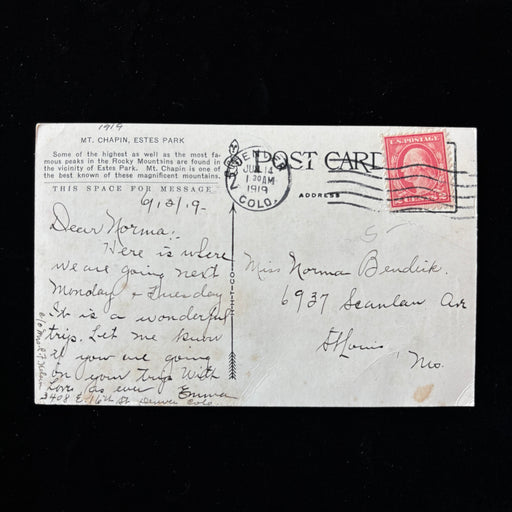 1919
MT. CHAPIN, ESTES PARK
Some of the highest as well as the most fa-
mous peaks in the Rocky Mountains are found in
the vicinity of Estes Park. Mt. Chapin is one of
the best known of these magnificent mountains.
THIS SPACE FOR MESSAGE
Dear Norma:-
Here is where
we are going next
Monday + Tuesday
It is a wonderful
trip. Let me know
if you are going
on your trip with
Love as ever Emma
3408 E. 16th St. Denver Colo.
H-H-T-CO
DENVER
COLO.
JUN 14
1 30 AM
1919
POST CARD
ADDRESS
U.S. POSTAGE
CENTS
Miss Norma Bendick.
6937 Scanlan Av
St Louis
Mo.